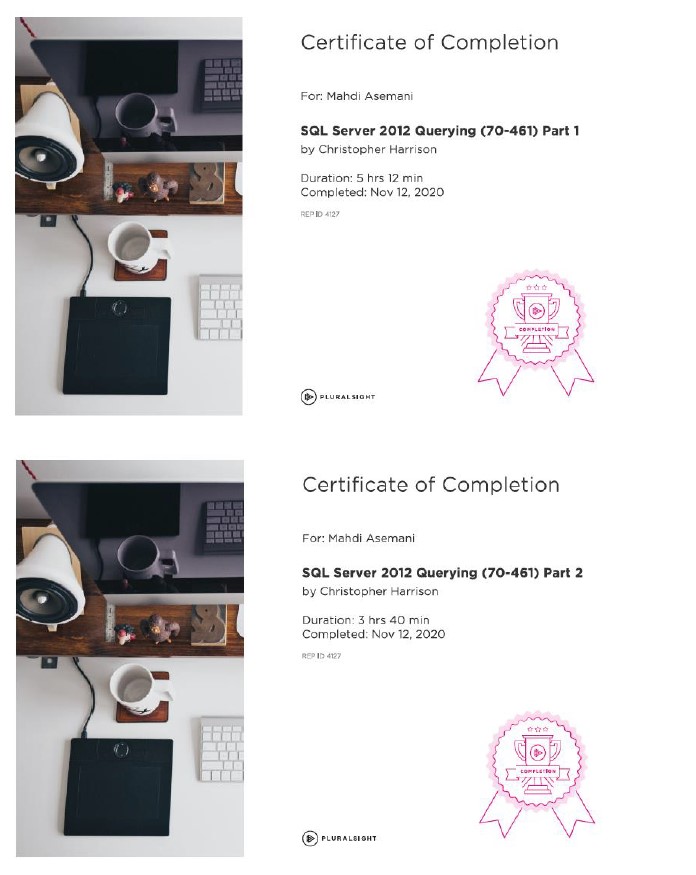 Certificate of Completion
For: Mahdi Asemani
SQL Server 2012 Querying (70-461) Part 1
by Christopher Harrison
Duration: 5 hrs 12 min
Completed: Nov 12, 2020
REP ID 4127
COMPLETION
PLURALSIGHT
Certificate of Completion
For: Mahdi Asemani
SQL Server 2012 Querying (70-461) Part 2
by Christopher Harrison
Duration: 3 hrs 40 min
Completed: Nov 12, 2020
REP ID 4127
COMPLETION
PLURALSIGHT